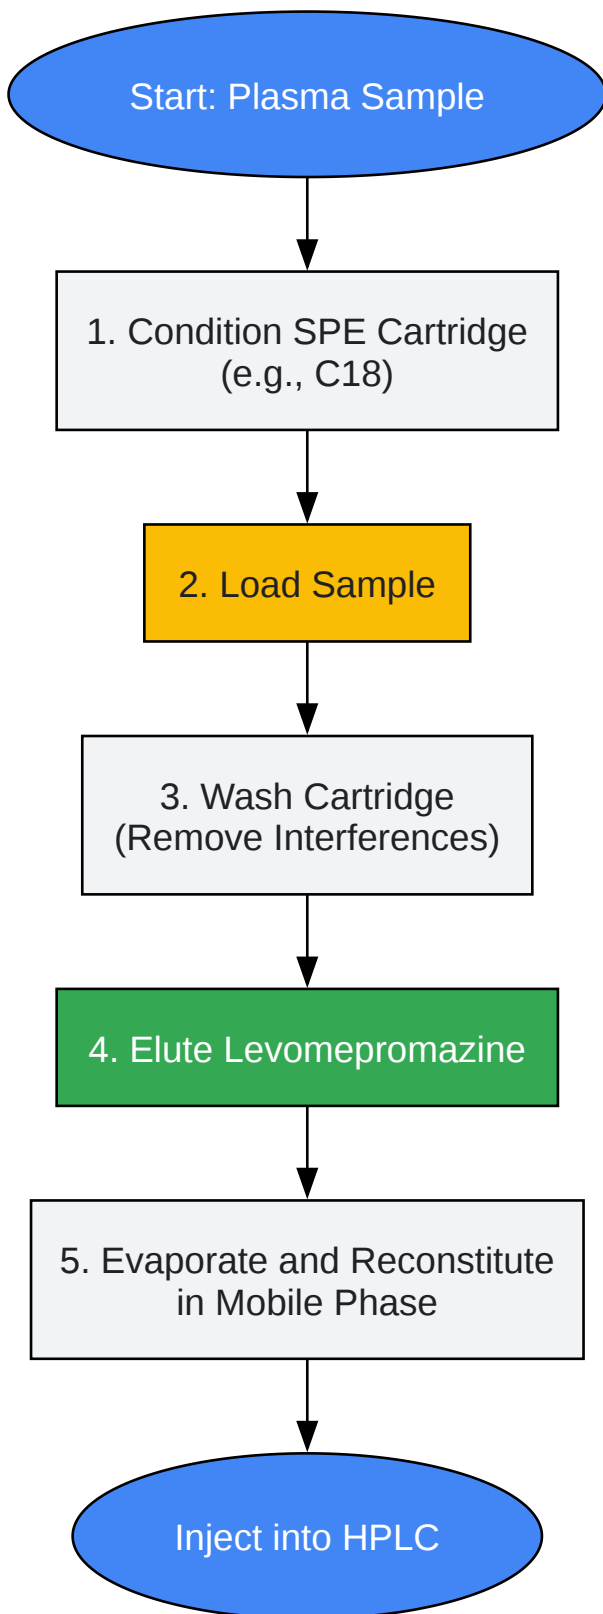 Start: Plasma Sample
1. Condition SPE Cartridge
(e.g., C18)
2. Load Sample
3. Wash Cartridge
(Remove Interferences)
4. Elute Levomepromazine
5. Evaporate and Reconstitute
in Mobile Phase
Inject into HPLC